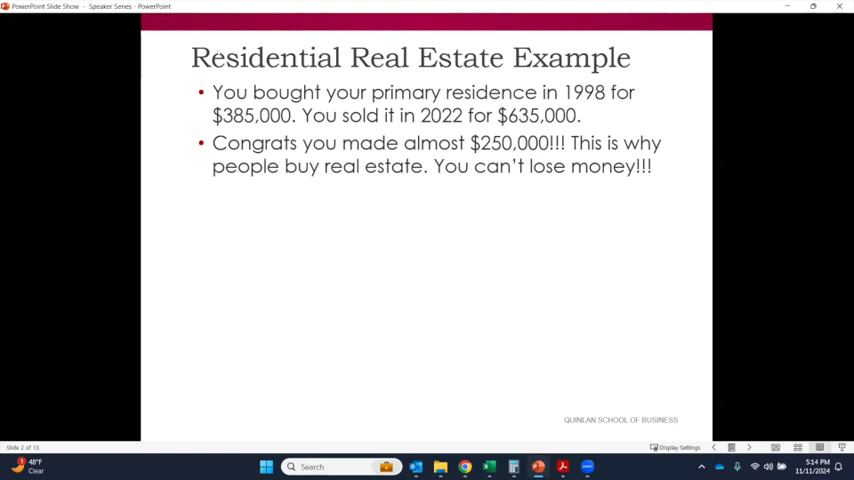 PowerPoint Slide Show - Speaker Series - PowerPoint
Residential Real Estate Example
• You bought your primary residence in 1998 for
$385,000. You sold it in 2022 for $635,000.
• Congrats you made almost $250,000!!! This is why
people buy real estate. You can’t lose money!!!
QUINLAN SCHOOL OF BUSINESS
Slide 2 of 13
Display Settings
48°F
Clear
Search
5:14 PM
11/11/2024